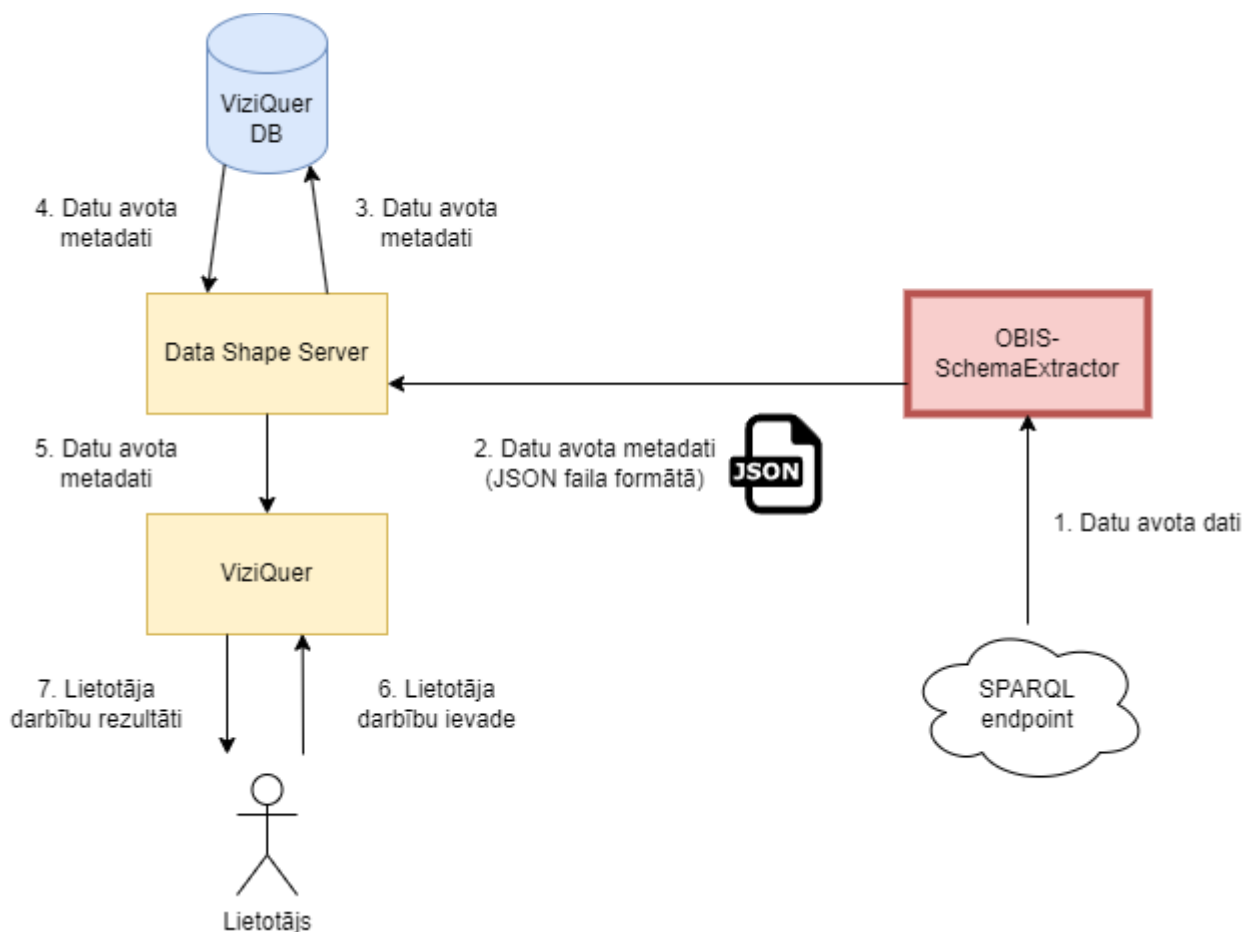 ViziQuer
DB
4. Datu avota
metadati
3. Datu avota
metadati
Data Shape Server
OBIS-
SchemaExtractor
5. Datu avota
metadati
2. Datu avota metadati
(JSON faila formātā)
JSON
1. Datu avota dati
ViziQuer
7. Lietotāja
darbību rezultāti
6. Lietotāja
darbību ievade
SPARQL
endpoint
Lietotājs